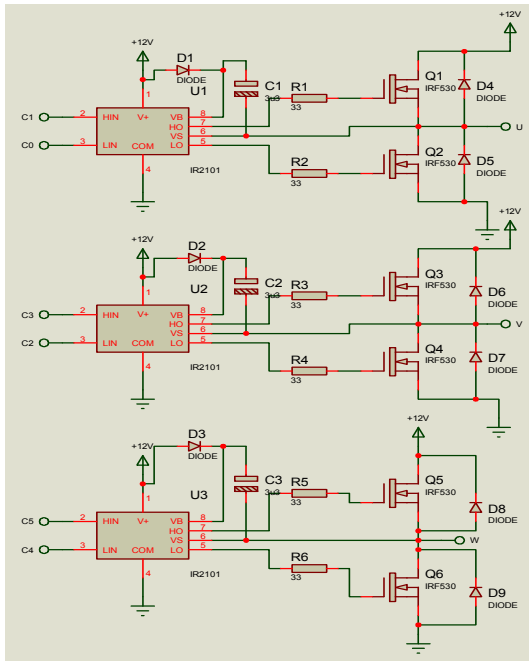 +12V
D1
DIODE
U1
C1
3u3
R1
33
+12V
Q1
IRF530
D4
DIODE
C1
C0
1
2
HIN
V+
VB
8
HO
7
3
LIN
COM
VS
6
LO
5
4
IR2101
U
R2
33
Q2
IRF530
D5
DIODE
+12V
D2
DIODE
U2
C2
3u3
R3
33
+12V
Q3
IRF530
D6
DIODE
C3
C2
1
2
HIN
V+
VB
8
HO
7
3
LIN
COM
VS
6
LO
5
4
IR2101
V
R4
33
Q4
IRF530
D7
DIODE
+12V
D3
DIODE
U3
C3
3u3
R5
33
+12V
Q5
IRF530
D8
DIODE
C5
C4
1
2
HIN
V+
VB
8
HO
7
3
LIN
COM
VS
6
LO
5
4
IR2101
W
R6
33
Q6
IRF530
D9
DIODE